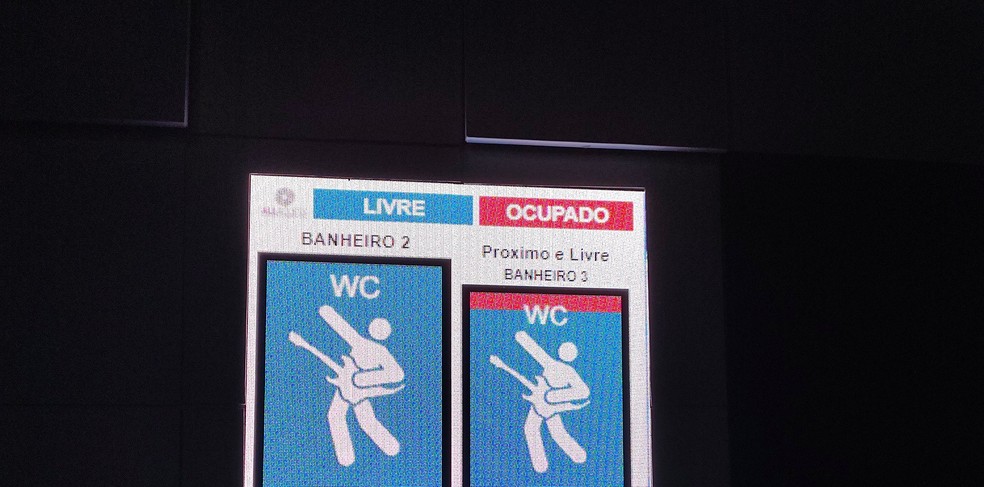 LIVRE
BANHEIRO 2
WC
OCUPADO
Proximo e Livre
BANHEIRO 3
WC